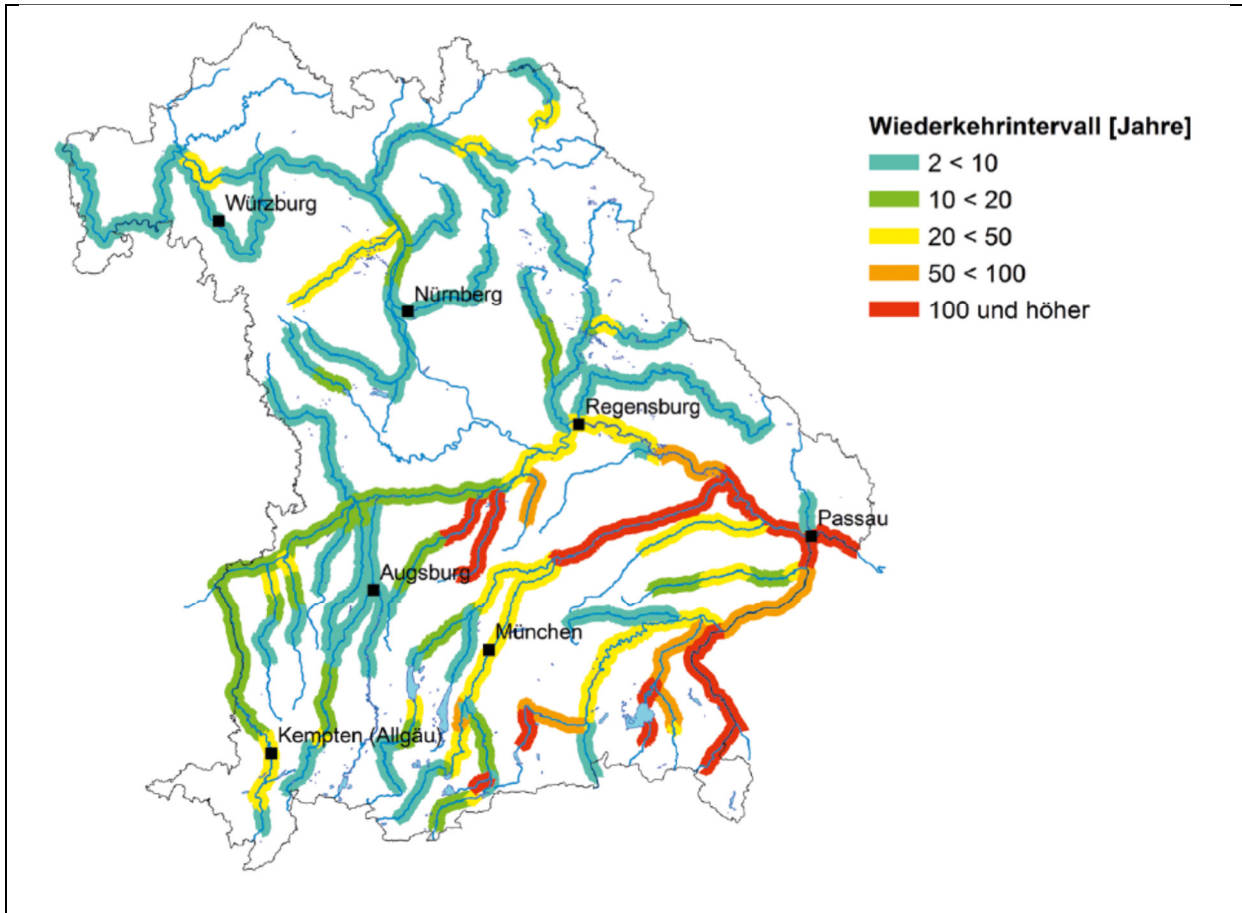 Wiederkehrintervall [Jahre]
2 < 10
10 < 20
20 < 50
50 < 100
100 und höher
Würzburg
Nürnberg
Regensburg
Passau
Augsburg
München
Kempten (Allgäu)